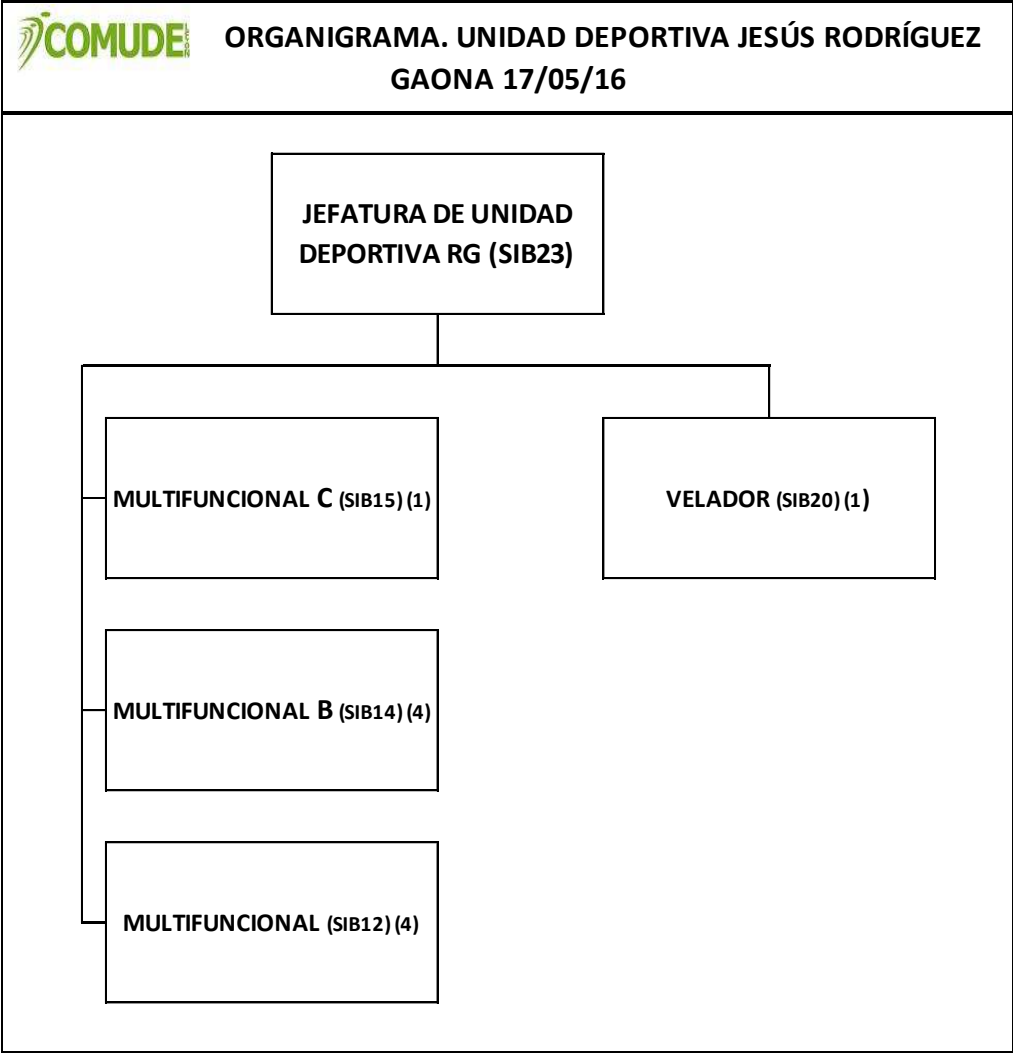 COMUDE LEÓN
ORGANIGRAMA. UNIDAD DEPORTIVA JESÚS RODRÍGUEZ
GAONA 17/05/16
JEFATURA DE UNIDAD
DEPORTIVA RG (SIB23)
MULTIFUNCIONAL C (SIB15) (1)
VELADOR (SIB20) (1)
MULTIFUNCIONAL B (SIB14) (4)
MULTIFUNCIONAL (SIB12) (4)